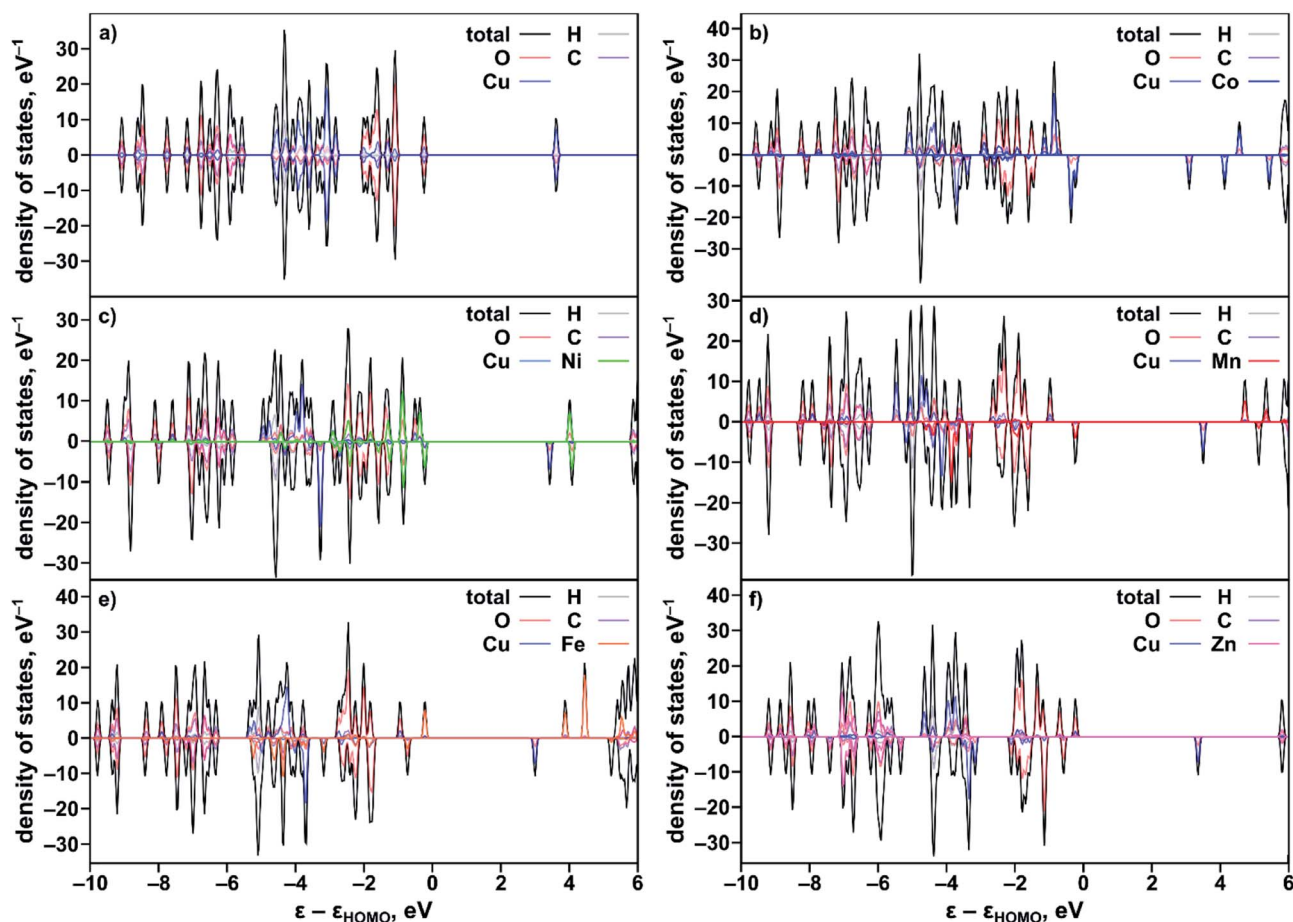 a)
total H
O C
Cu
density of states, eV⁻¹
30
20
10
0
–10
–20
–30
b)
total H
O C
Cu Co
density of states, eV⁻¹
40
30
20
10
0
–10
–20
–30
c)
total H
O C
Cu Ni
density of states, eV⁻¹
30
20
10
0
–10
–20
–30
d)
total H
O C
Cu Mn
density of states, eV⁻¹
30
20
10
0
–10
–20
–30
e)
total H
O C
Cu Fe
density of states, eV⁻¹
40
30
20
10
0
–10
–20
–30
f)
total H
O C
Cu Zn
density of states, eV⁻¹
40
30
20
10
0
–10
–20
–30
–10 –8 –6 –4 –2 0 2 4 6
ε – εHOMO, eV
–10 –8 –6 –4 –2 0 2 4 6
ε – εHOMO, eV